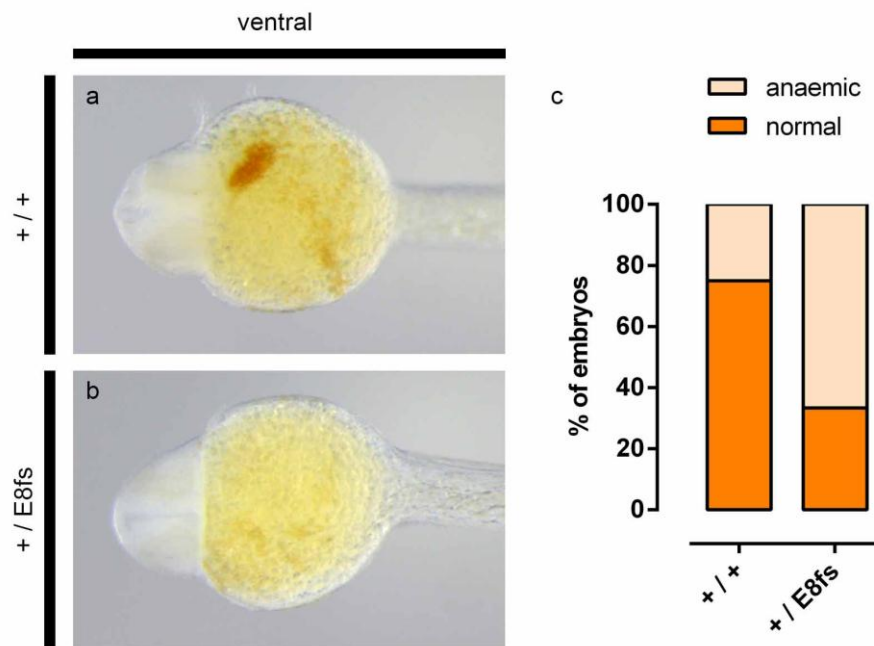 ventral
a
+ / +
b
+ / E8fs
c
anaemic
normal
% of embryos
100
80
60
40
20
0
+ / +
+ / E8fs